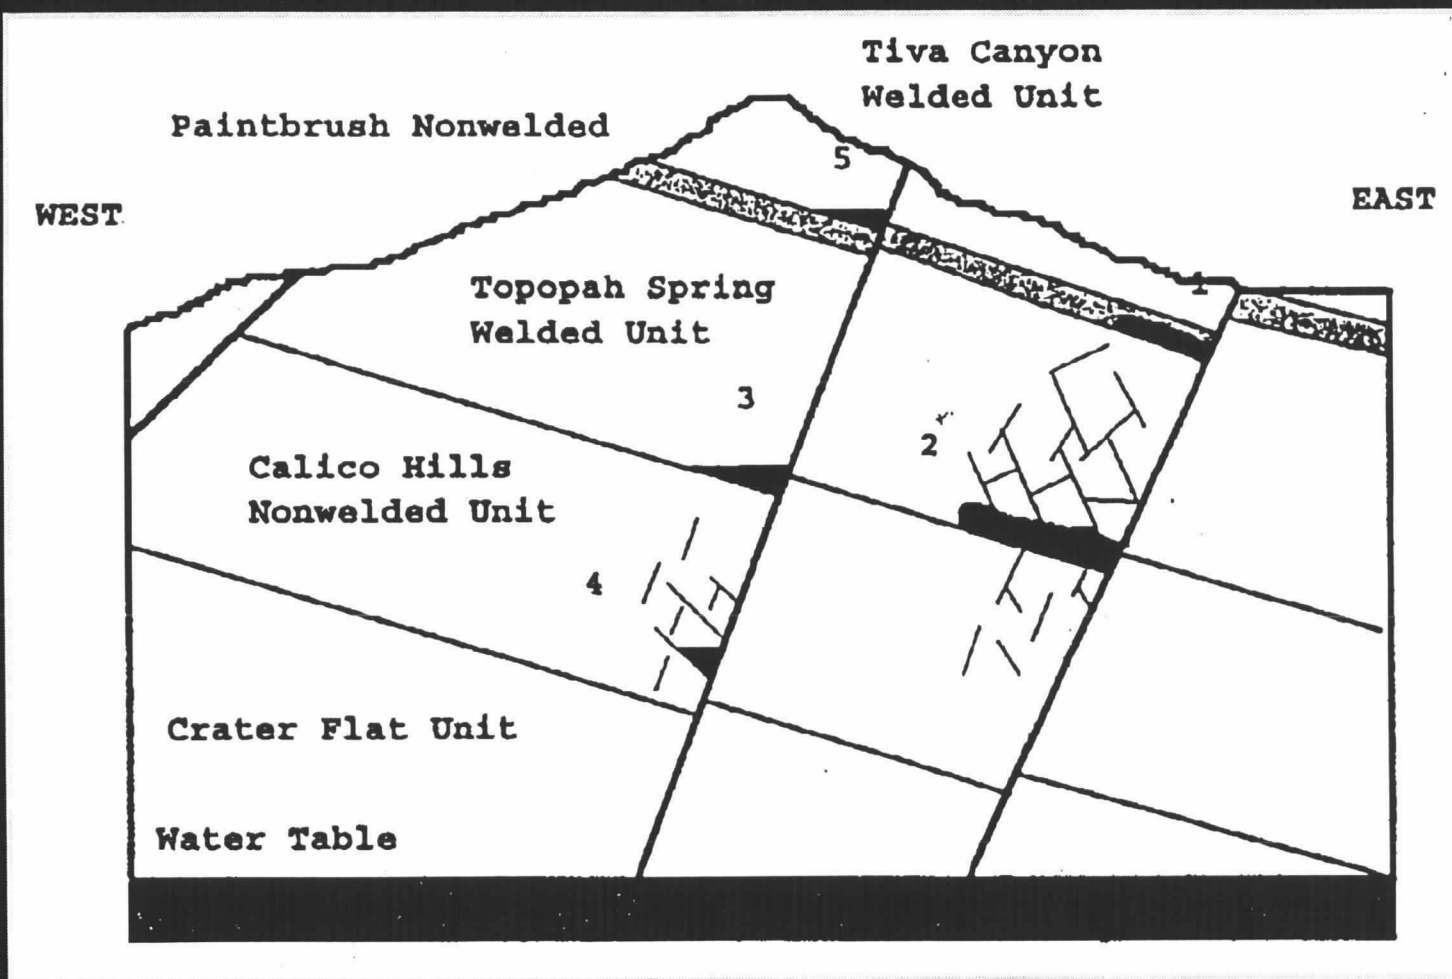 Tiva Canyon
Welded Unit
Paintbrush Nonwelded
5
WEST
EAST
1
Topopah Spring
Welded Unit
3
2
Calico Hills
Nonwelded Unit
4
Crater Flat Unit
Water Table